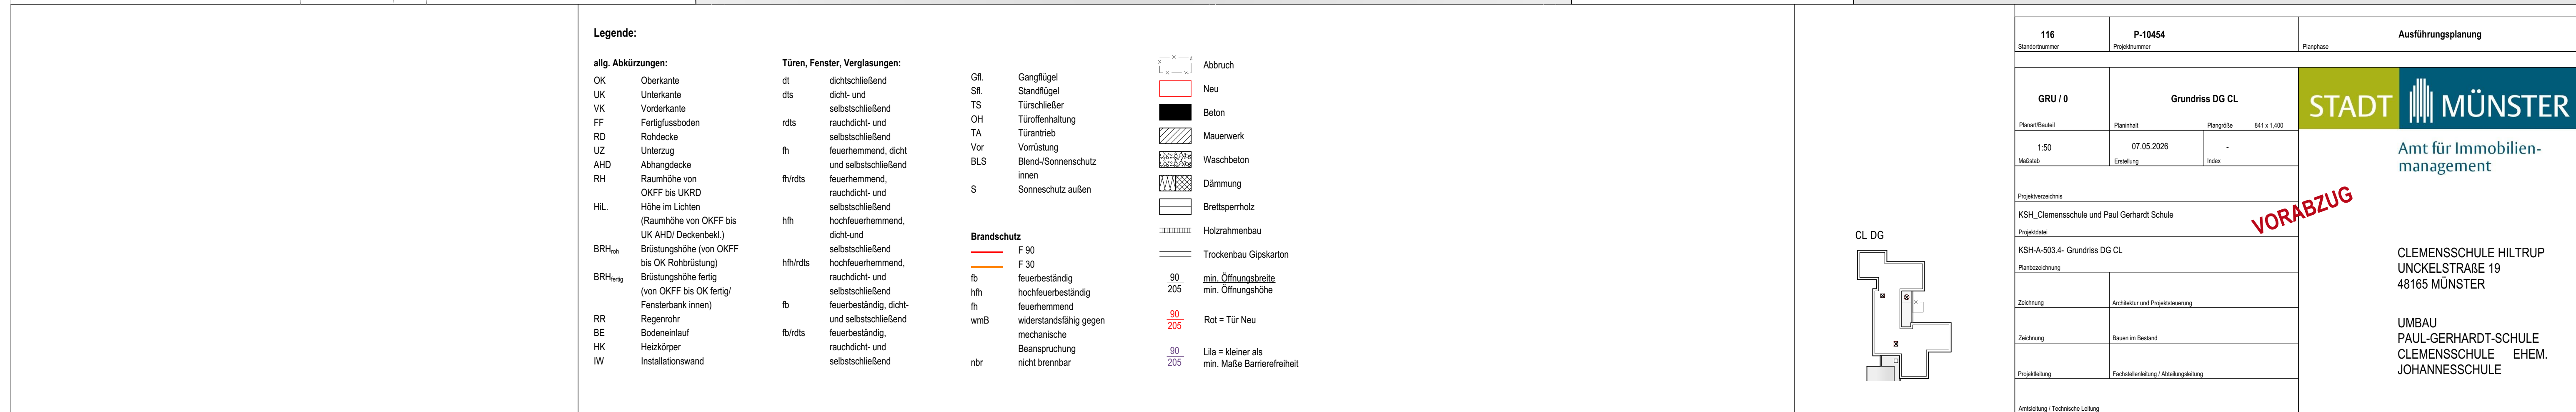 Legende:
allg. Abkürzungen:
OK Oberkante
UK Unterkante
VK Vorderkante
FF Fertigfussboden
RD Rohdecke
UZ Unterzug
AHD Abhangdecke
RH Raumhöhe von
OKFF bis UKRD
HiL. Höhe im Lichten
(Raumhöhe von OKFF bis
UK AHD/ Deckenbekl.)
BRHroh Brüstungshöhe (von OKFF
bis OK Rohbrüstung)
BRHfertig Brüstungshöhe fertig
(von OKFF bis OK fertig/
Fensterbank innen)
RR Regenrohr
BE Bodeneinlauf
HK Heizkörper
IW Installationswand
Türen, Fenster, Verglasungen:
dt dichtschließend
dts dicht- und
selbstschließend
rdts rauchdicht- und
selbstschließend
fh feuerhemmend, dicht
und selbstschließend
fh/rdts feuerhemmend,
rauchdicht- und
selbstschließend
hfh hochfeuerhemmend,
dicht-und
selbstschließend
hfh/rdts hochfeuerhemmend,
rauchdicht- und
selbstschließend
fb feuerbeständig, dicht-
und selbstschließend
fb/rdts feuerbeständig,
rauchdicht- und
selbstschließend
Gfl. Gangflügel
Sfl. Standflügel
TS Türschließer
OH Türoffenhaltung
TA Türantrieb
Vor Vorrüstung
BLS Blend-/Sonnenschutz
innen
S Sonneschutz außen
Brandschutz
F 90
F 30
fb feuerbeständig
hfh hochfeuerbeständig
fh feuerhemmend
wmB widerstandsfähig gegen
mechanische
Beanspruchung
nbr nicht brennbar
Abbruch
Neu
Beton
Mauerwerk
Waschbeton
Dämmung
Brettsperrholz
Holzrahmenbau
Trockenbau Gipskarton
90 min. Öffnungsbreite
205 min. Öffnungshöhe
90
205
Rot = Tür Neu
90 Lila = kleiner als
205 min. Maße Barrierefreiheit
CL DG
116 P-10454 Ausführungsplanung
Standortnummer Projektnummer Planphase
GRU / 0 Grundriss DG CL
Planart/Bauteil Planinhalt Plangröße 841 x 1,400
1:50 07.05.2026 -
Maßstab Erstellung Index
Projektverzeichnis
KSH_Clemensschule und Paul Gerhardt Schule
Projektdatei
KSH-A-503.4- Grundriss DG CL
Planbezeichnung
Zeichnung Architektur und Projektsteuerung
Zeichnung Bauen im Bestand
Projektleitung Fachstellenleitung / Abteilungsleitung
Amtsleitung / Technische Leitung
STADT MÜNSTER
Amt für Immobilien-
management
VORABZUG
CLEMENSSCHULE HILTRUP
UNCKELSTRAßE 19
48165 MÜNSTER
UMBAU
PAUL-GERHARDT-SCHULE
CLEMENSSCHULE EHEM.
JOHANNESSCHULE